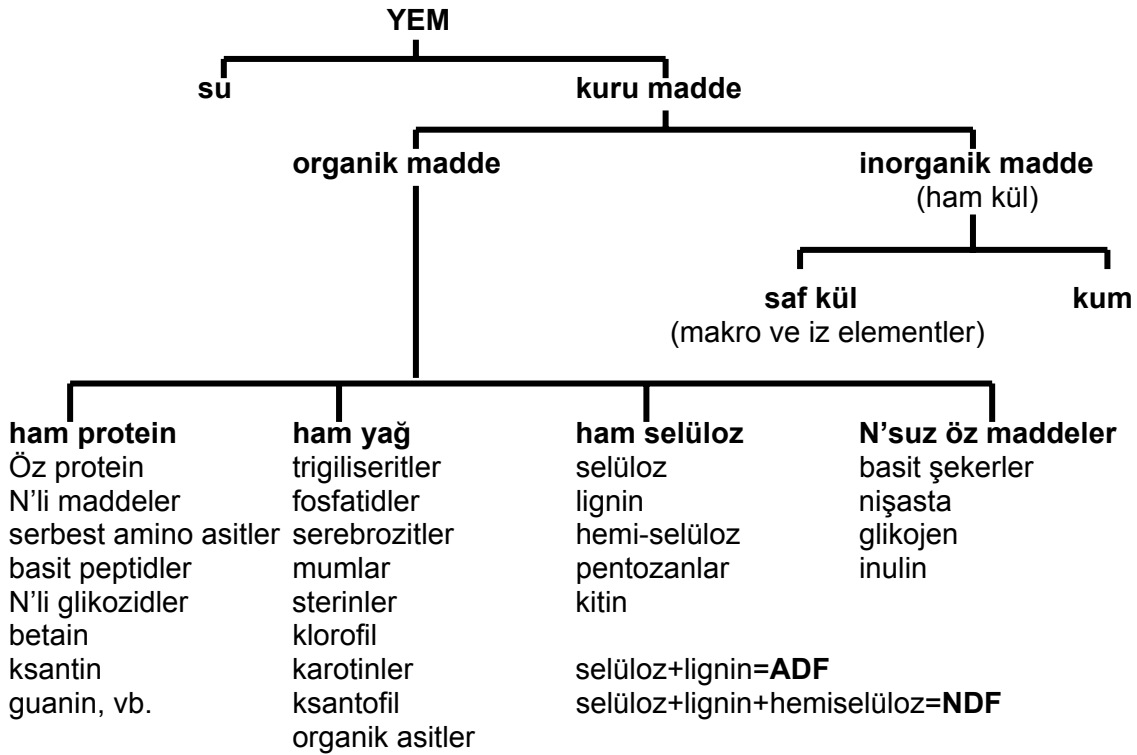 YEM
su
kuru madde
organik madde
inorganik madde
(ham kül)
saf kül
(makro ve iz elementler)
kum
ham protein
Öz protein
N’li maddeler
serbest amino asitler
basit peptidler
N’li glikozidler
betain
ksantin
guanin, vb.
ham yağ
trigiliseritler
fosfatidler
serebrozitler
mumlar
sterinler
klorofil
karotinler
ksantofil
organik asitler
ham selüloz
selüloz
lignin
hemi-selüloz
pentozanlar
kitin
selüloz+lignin=ADF
selüloz+lignin+hemiselüloz=NDF
N’suz öz maddeler
basit şekerler
nişasta
glikojen
inulin